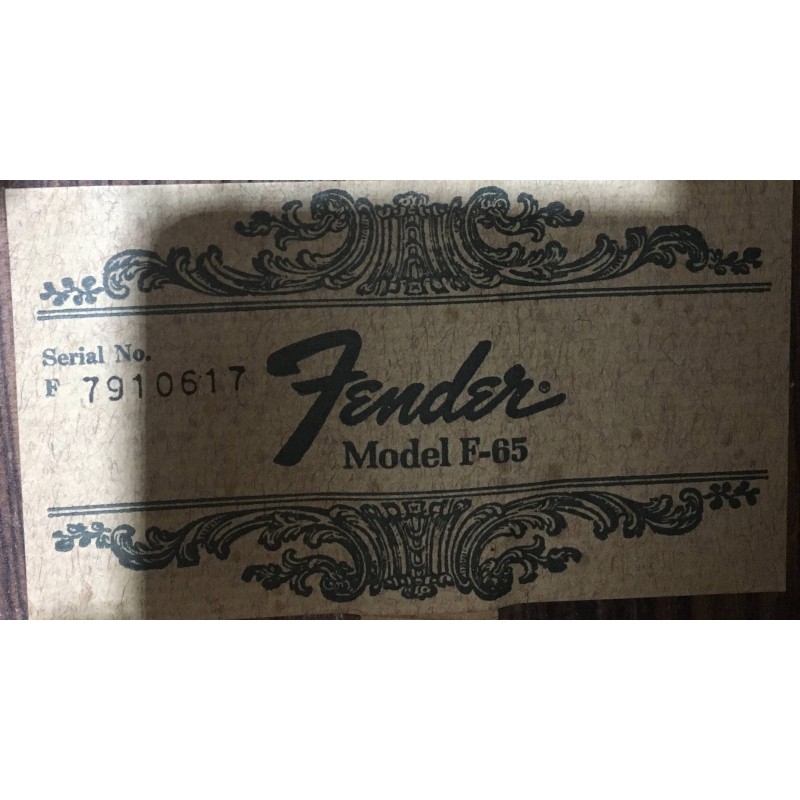 Serial No.
F 7910617
Fender®
Model F-65